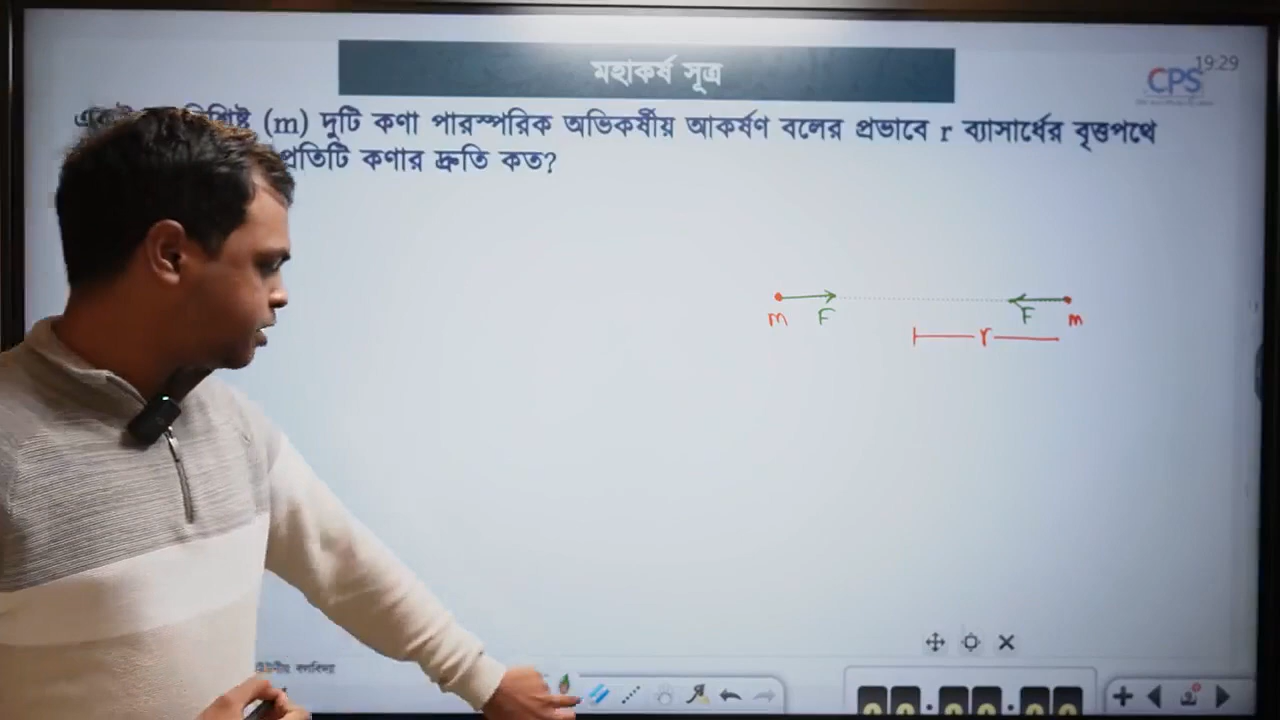 মহাকর্ষ সূত্র
CPS 19:29
(m) দুটি কণা পারস্পরিক অভিকর্ষীয় আকর্ষণ বলের প্রভাবে r ব্যাসার্ধের বৃত্তপথে
প্রতিটি কণার দ্রুতি কত?
m F F m
r